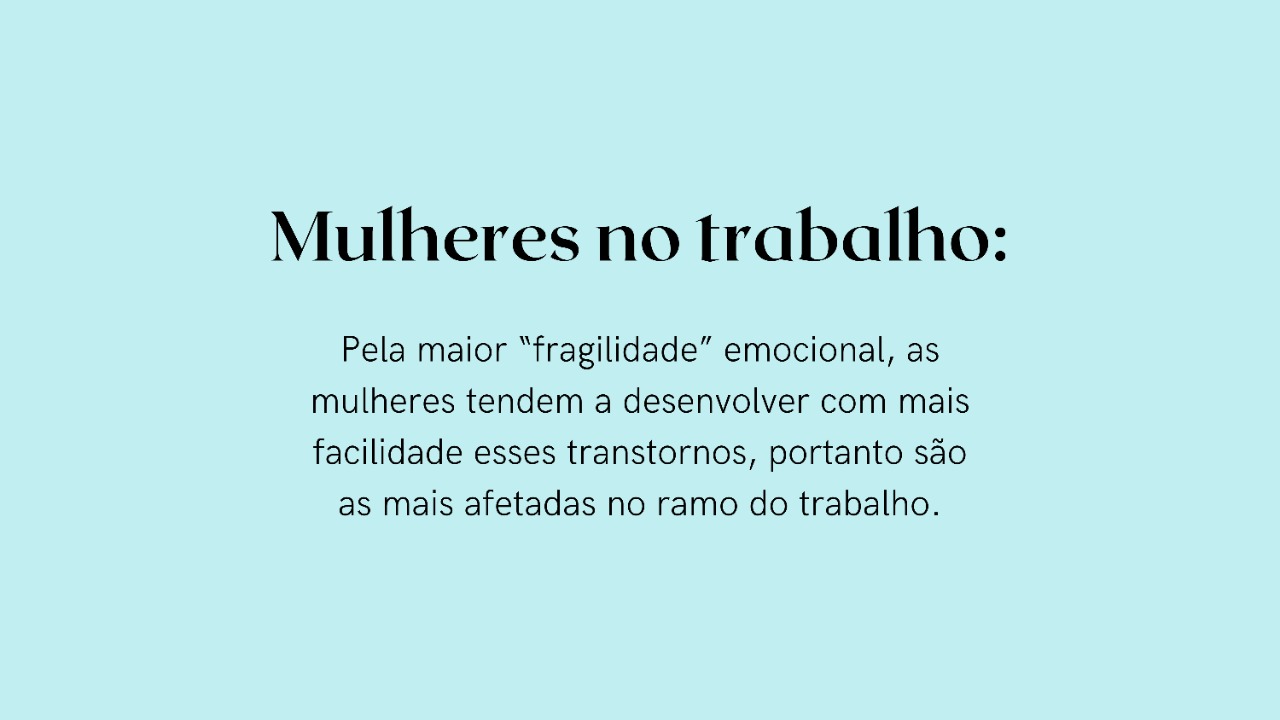 Mulheres no trabalho:
Pela maior “fragilidade” emocional, as
mulheres tendem a desenvolver com mais
facilidade esses transtornos, portanto são
as mais afetadas no ramo do trabalho.